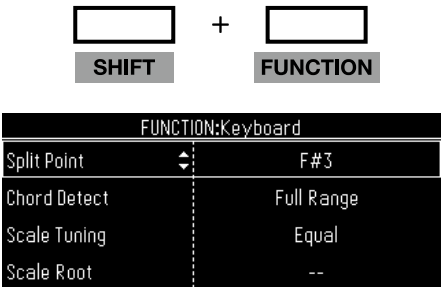 +
SHIFT FUNCTION
FUNCTION:Keyboard
Split Point F#3
Chord Detect Full Range
Scale Tuning Equal
Scale Root --